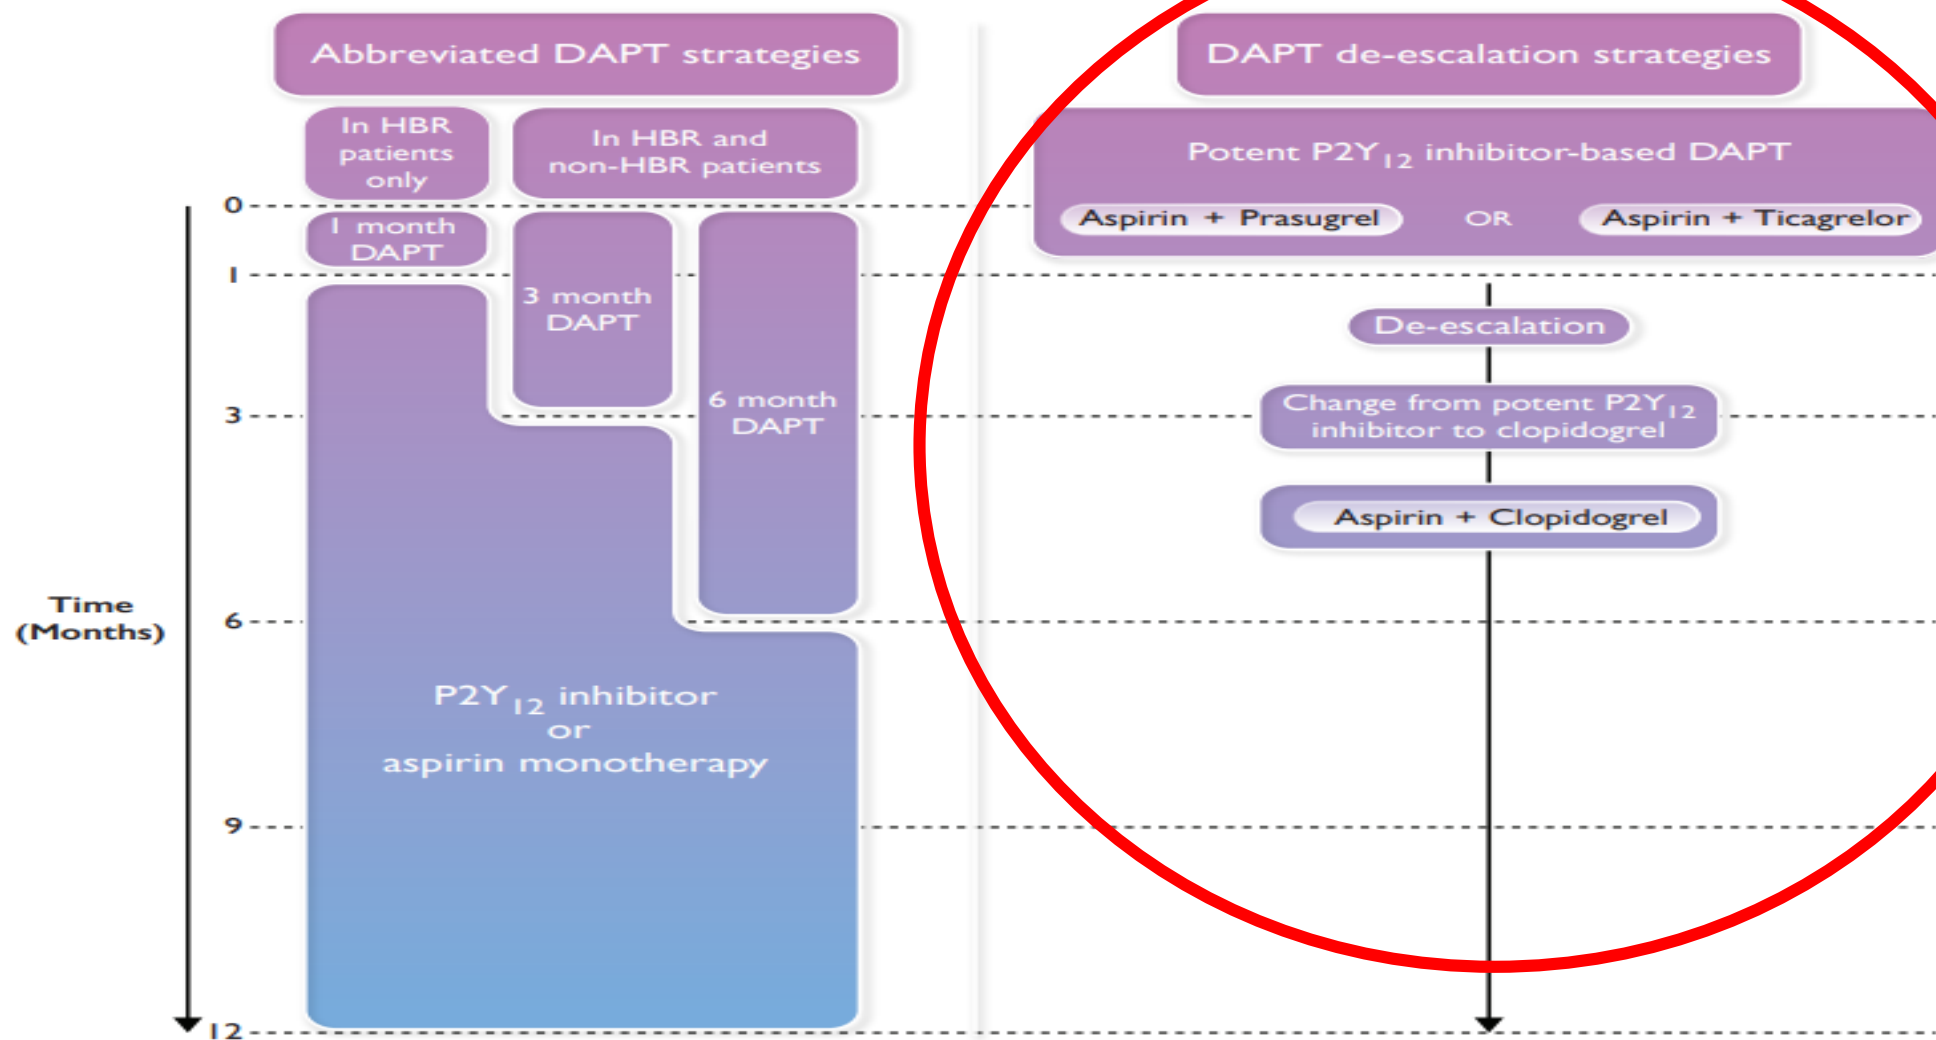 Abbreviated DAPT strategies
In HBR
patients
only
In HBR and
non-HBR patients
0
1 month
DAPT
1
3 month
DAPT
3
6 month
DAPT
Time
(Months)
6
P2Y12 inhibitor
or
aspirin monotherapy
9
12
DAPT de-escalation strategies
Potent P2Y12 inhibitor-based DAPT
Aspirin + Prasugrel OR Aspirin + Ticagrelor
De-escalation
Change from potent P2Y12
inhibitor to clopidogrel
Aspirin + Clopidogrel